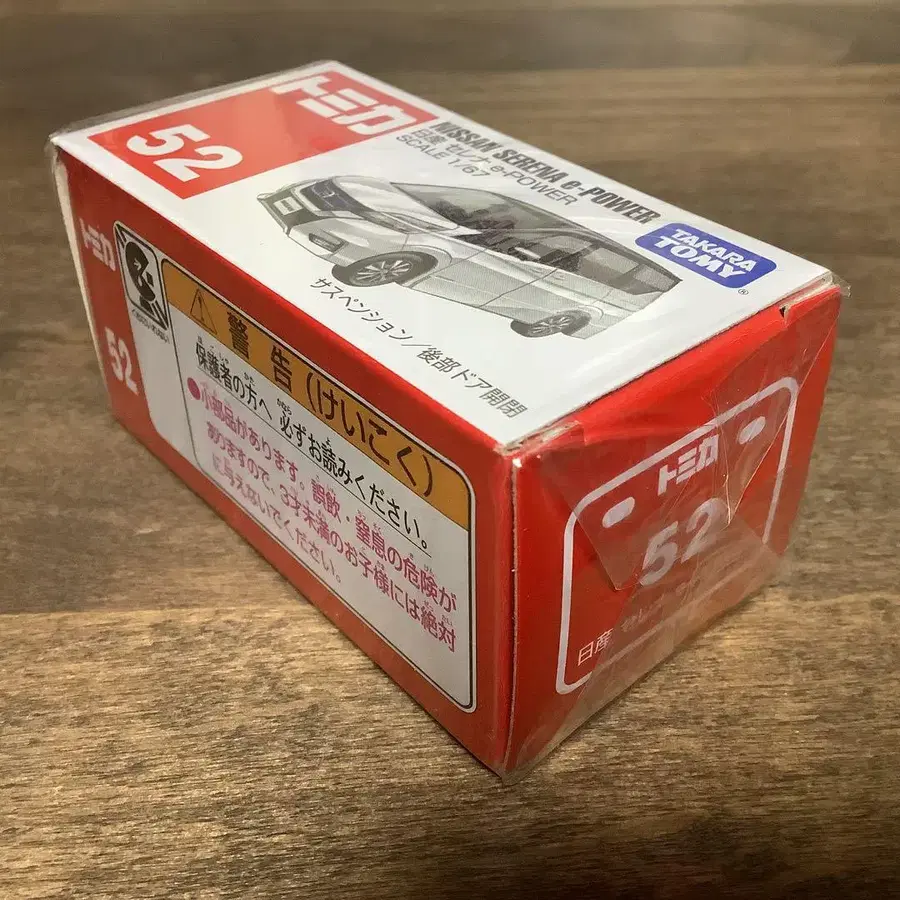 トミカ
52
NISSAN SERENA e-POWER
日産 セレナ e-POWER
SCALE 1/67
TAKARA
TOMY
®
サスペンション/後部ドア開閉
トミカ
52
警告(けいこく)
保護者の方へ 必ずお読みください。
●小部品があります。誤飲・窒息の危険が
ありますので、3才未満のお子様には絶対
に与えないでください。
トミカ
52
日産 セレナ